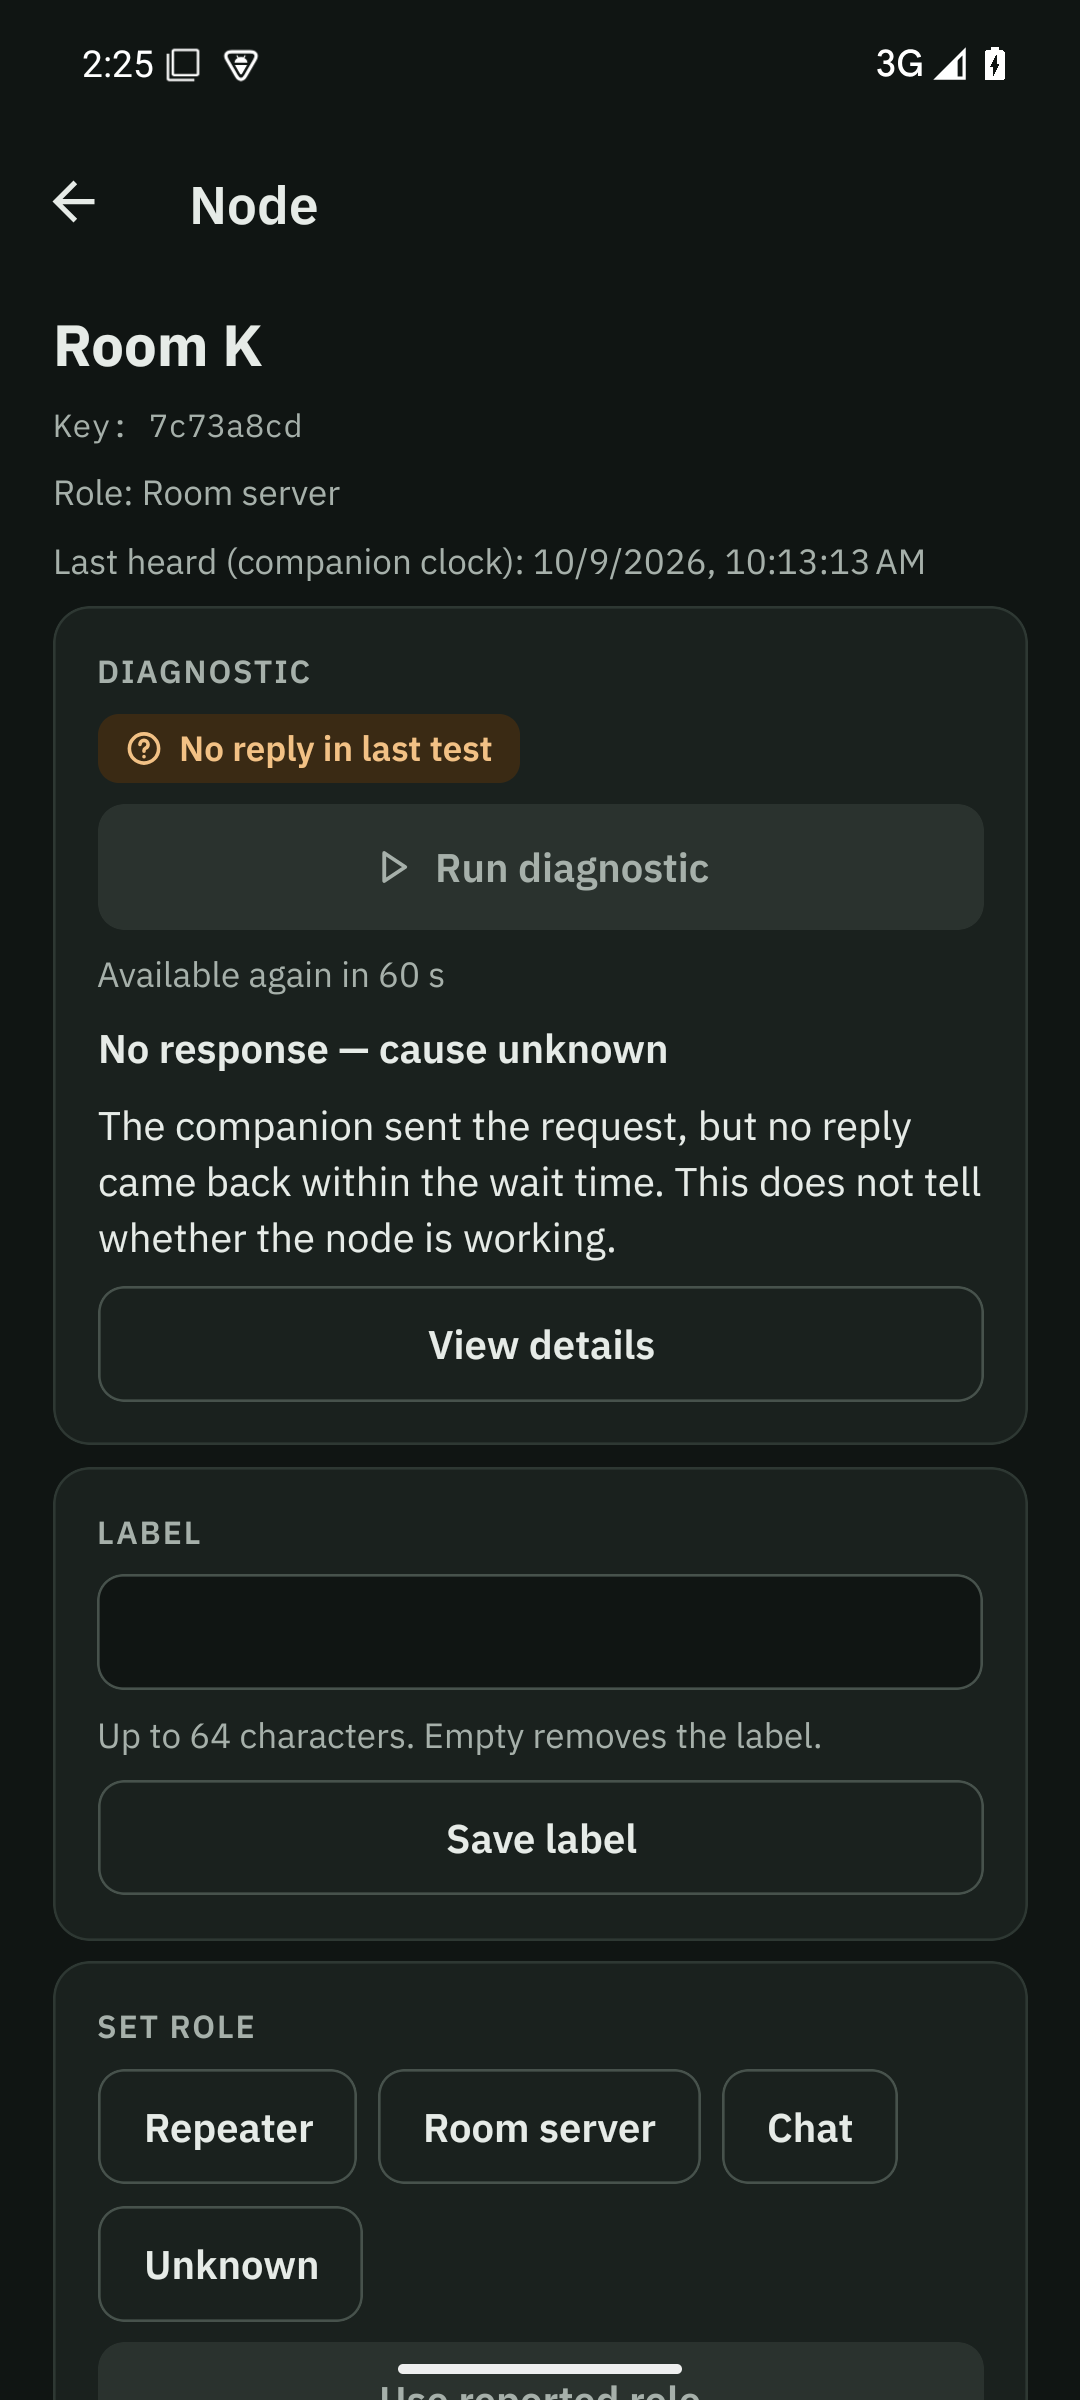 2:25
3G
Node
Room K
Key: 7c73a8cd
Role: Room server
Last heard (companion clock): 10/9/2026, 10:13:13 AM
DIAGNOSTIC
No reply in last test
Run diagnostic
Available again in 60 s
No response — cause unknown
The companion sent the request, but no reply
came back within the wait time. This does not tell
whether the node is working.
View details
LABEL
Up to 64 characters. Empty removes the label.
Save label
SET ROLE
Repeater
Room server
Chat
Unknown
Use reported role